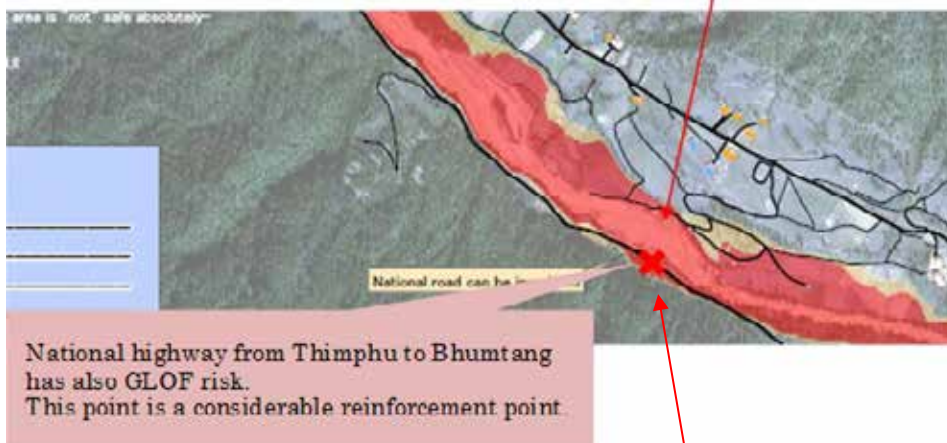 area is "not" safe absolutely~
National road can be
National highway from Thimphu to Bhumtang
has also GLOF risk.
This point is a considerable reinforcement point.